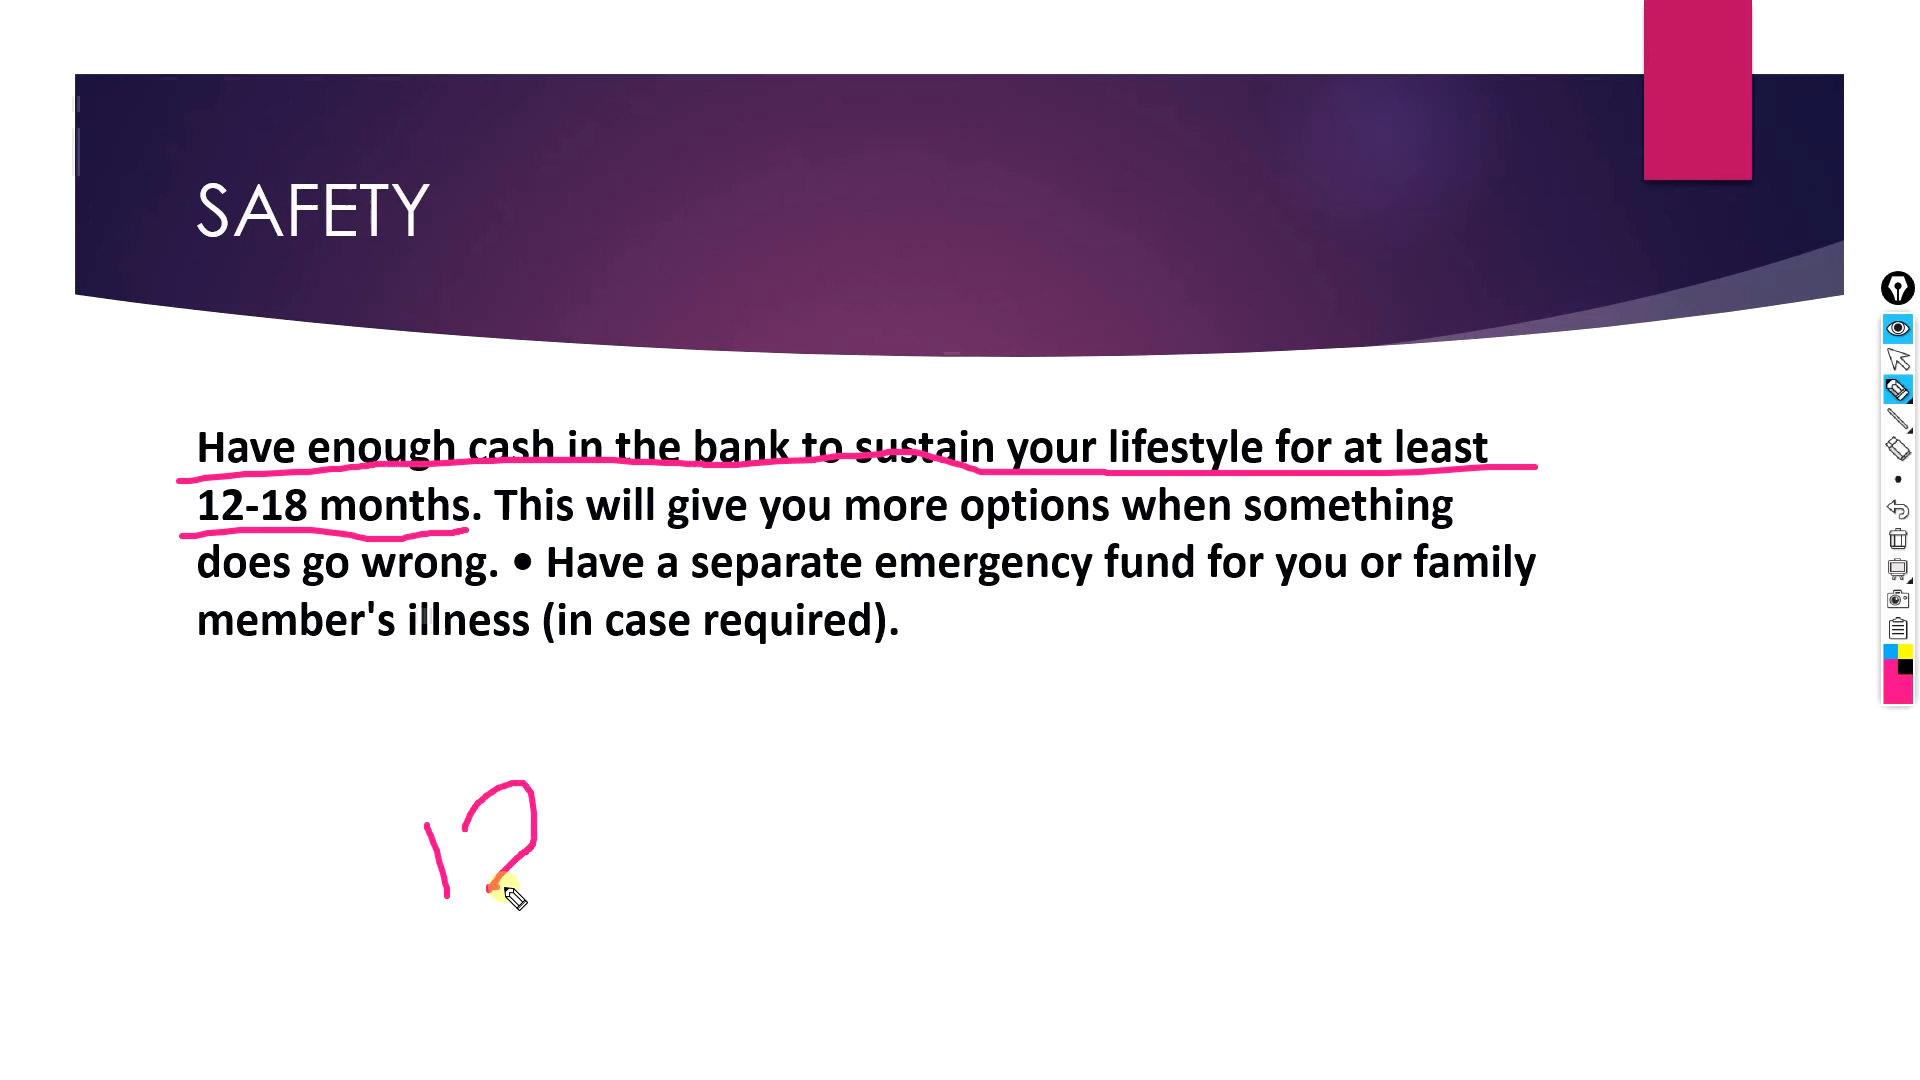 SAFETY
Have enough cash in the bank to sustain your lifestyle for at least
12-18 months. This will give you more options when something
does go wrong. • Have a separate emergency fund for you or family
member's illness (in case required).
12